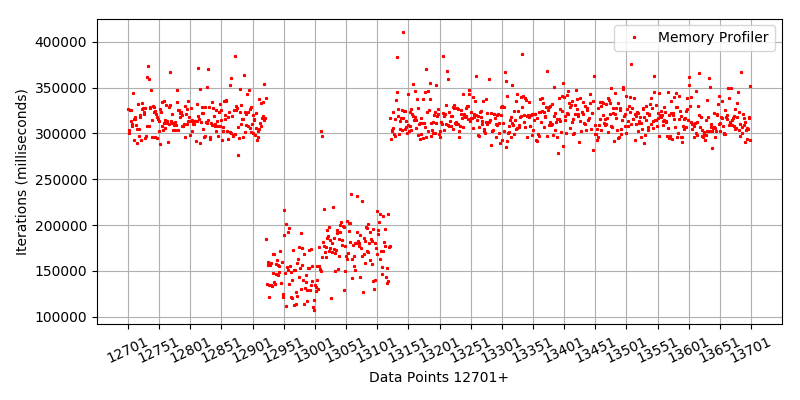 Memory Profiler
400000
350000
300000
250000
200000
150000
100000
Iterations (milliseconds)
12701 12751 12801 12851 12901 12951 13001 13051 13101 13151 13201 13251 13301 13351 13401 13451 13501 13551 13601 13651 13701
Data Points 12701+